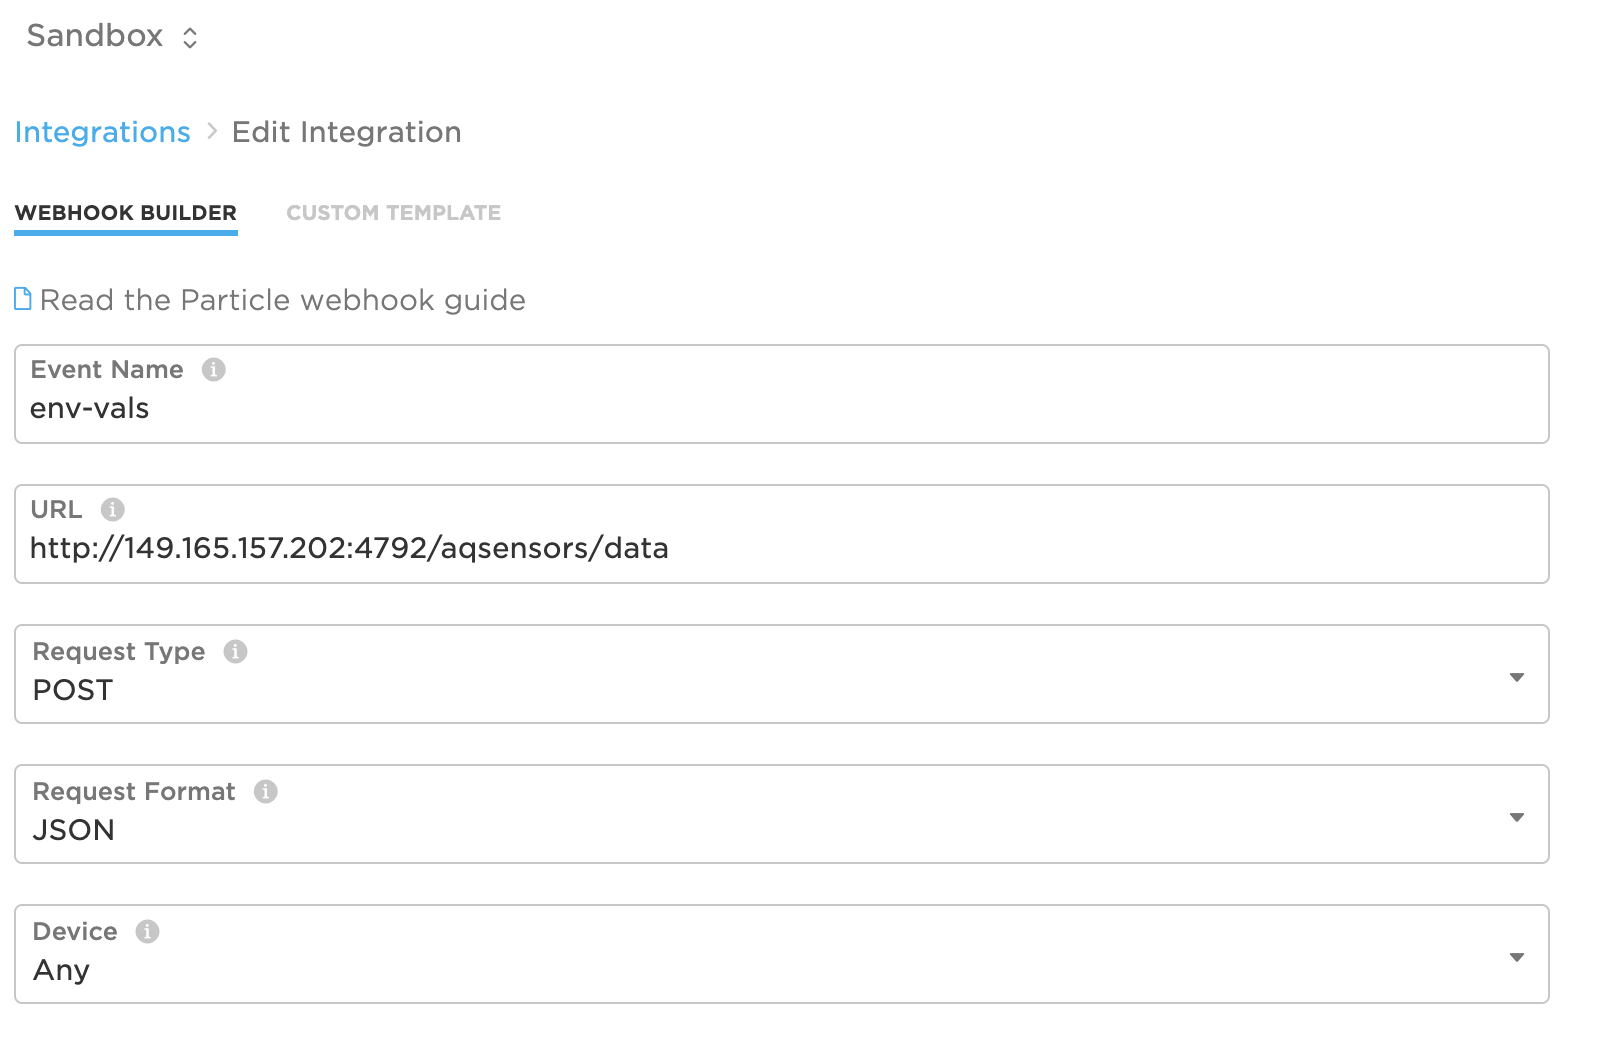 Sandbox
Integrations > Edit Integration
WEBHOOK BUILDER CUSTOM TEMPLATE
Read the Particle webhook guide
Event Name
env-vals
URL
http://149.165.157.202:4792/aqsensors/data
Request Type
POST
Request Format
JSON
Device
Any